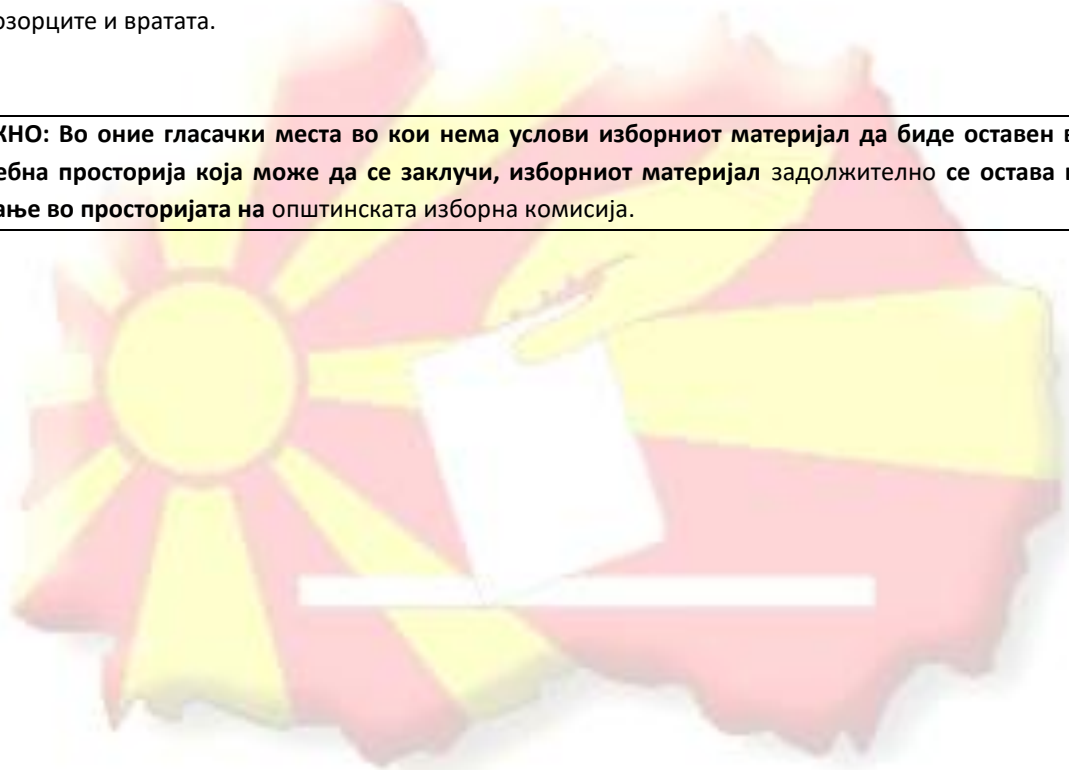 озорците и вратата.
КНО: Во оние гласачки места во кои нема услови изборниот материјал да биде оставен в
ебна просторија која може да се заклучи, изборниот материјал задолжително се остава
ање во просторијата на општинската изборна комисија.